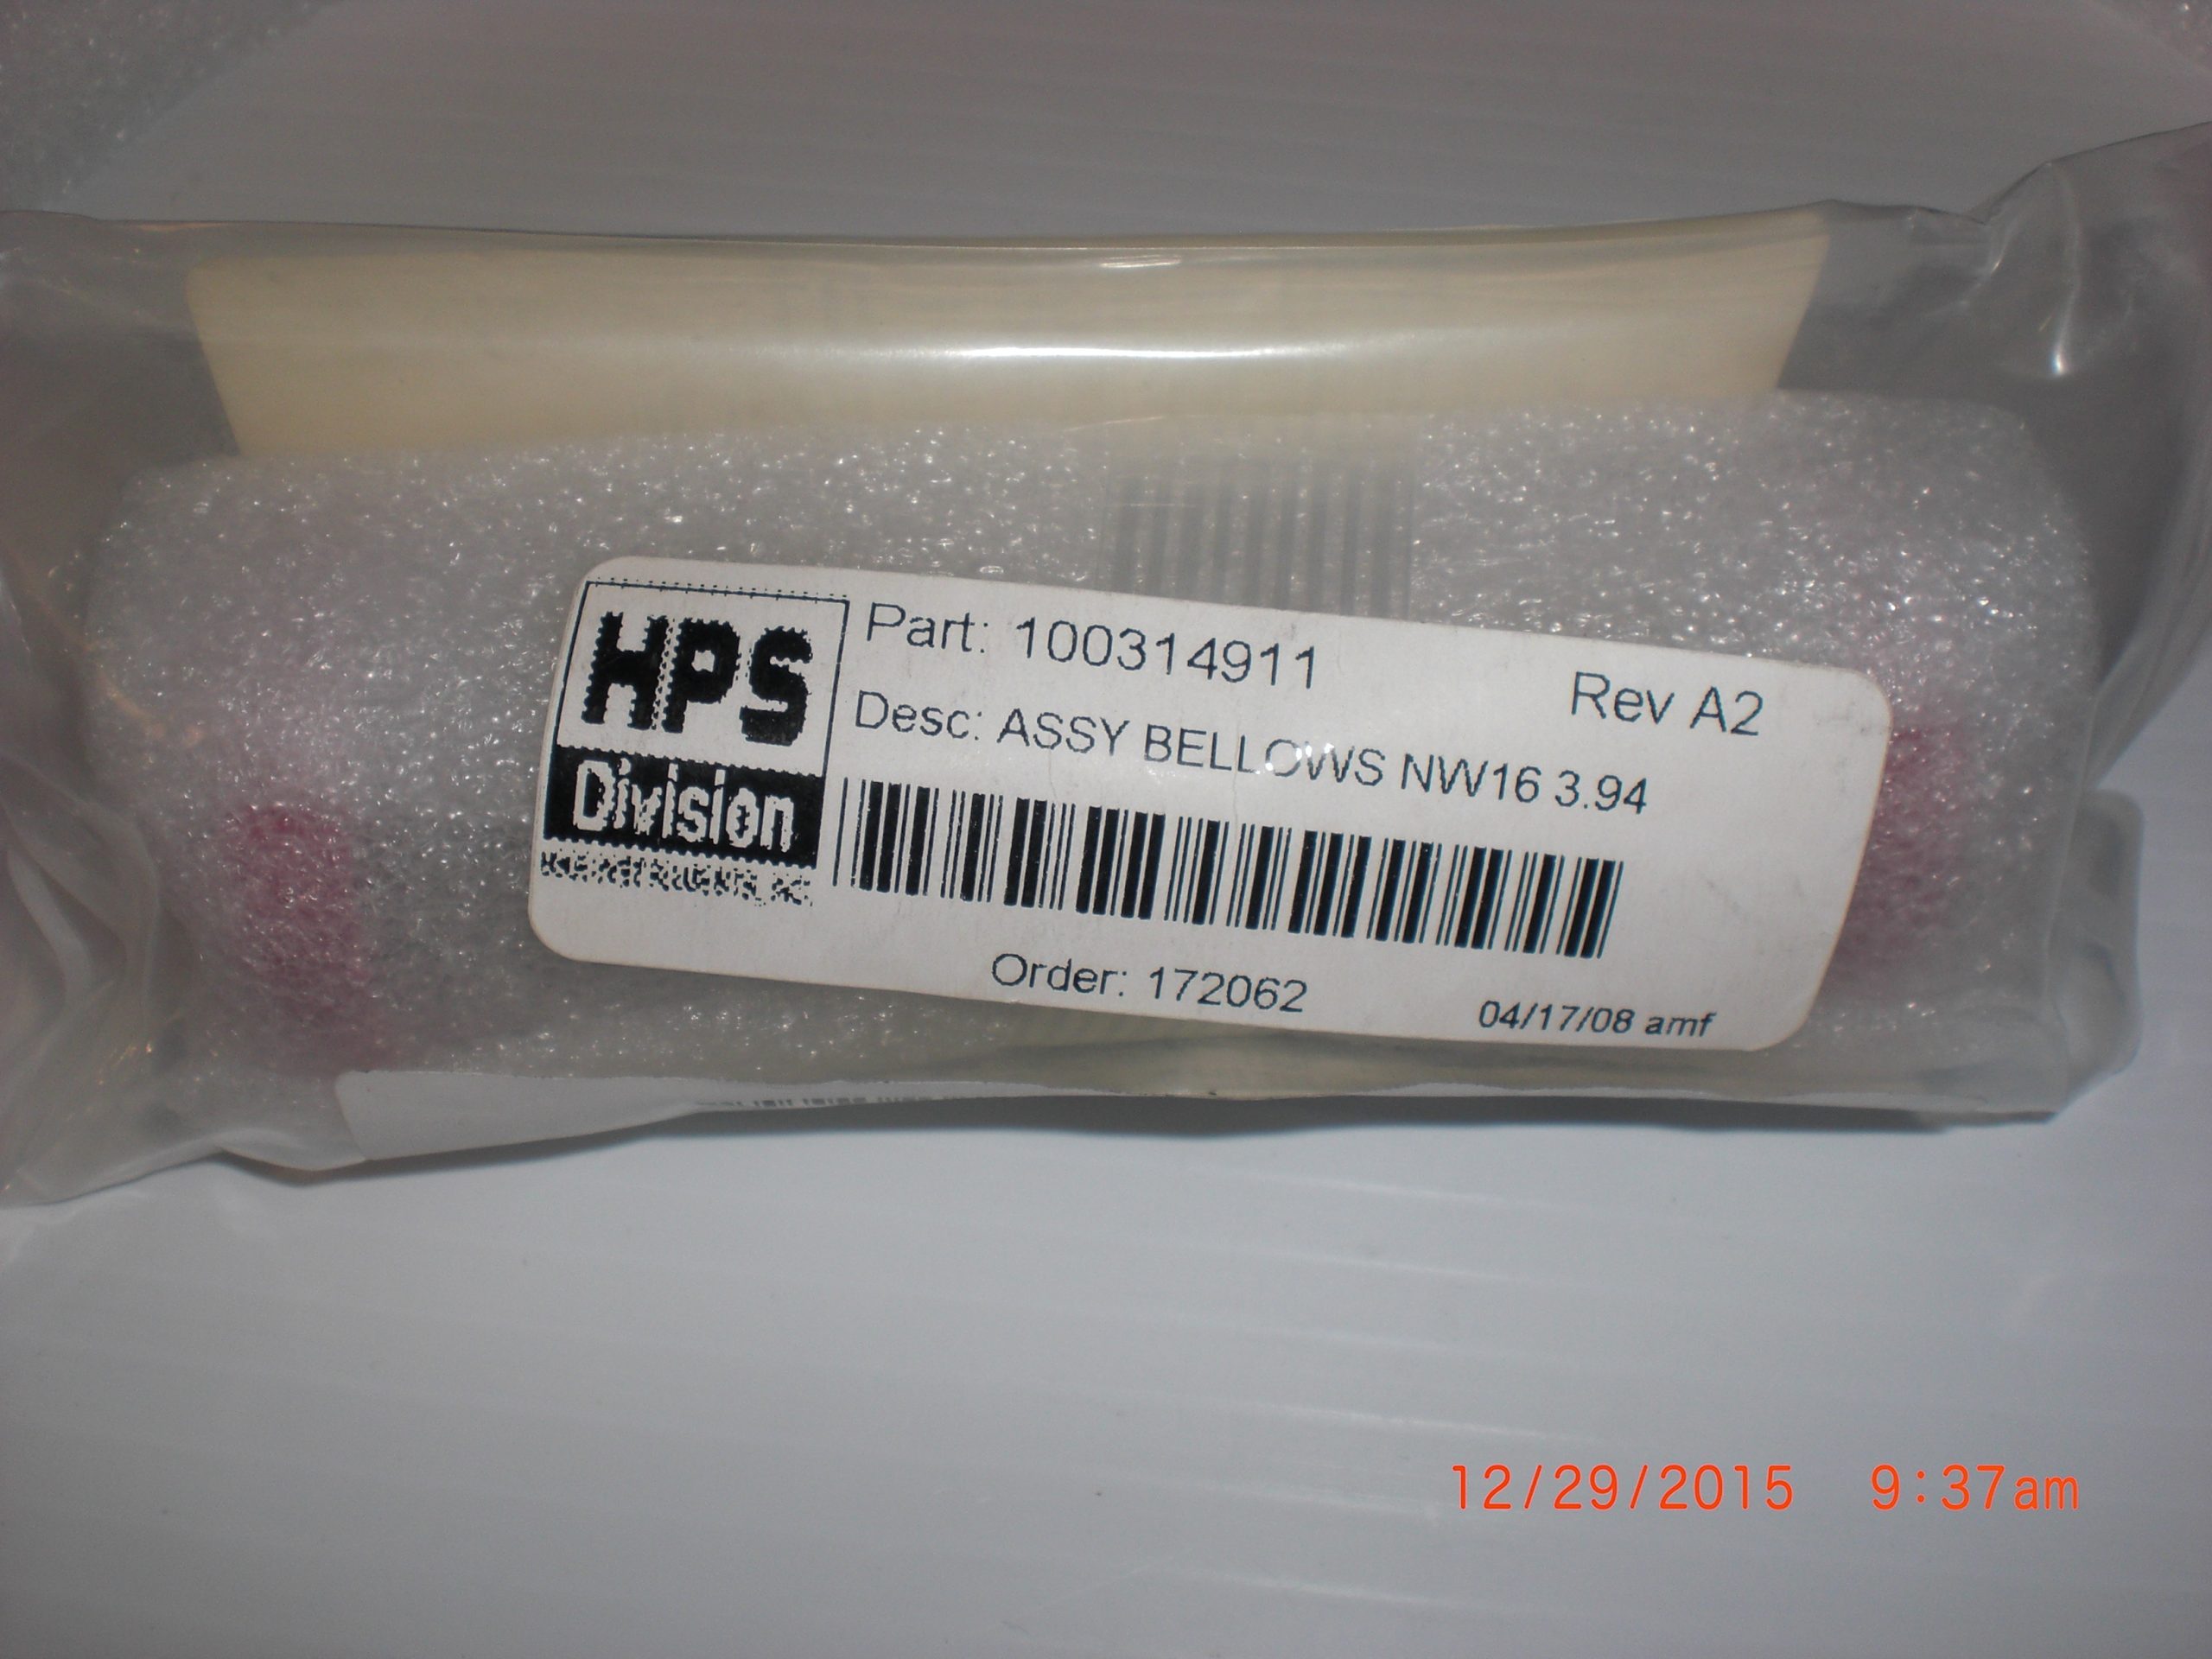 HPS
Division
Part: 100314911
Rev A2
Desc: ASSY BELLOWS NW16 3.94
Order: 172062
04/17/08 amf
12/29/2015 9:37am